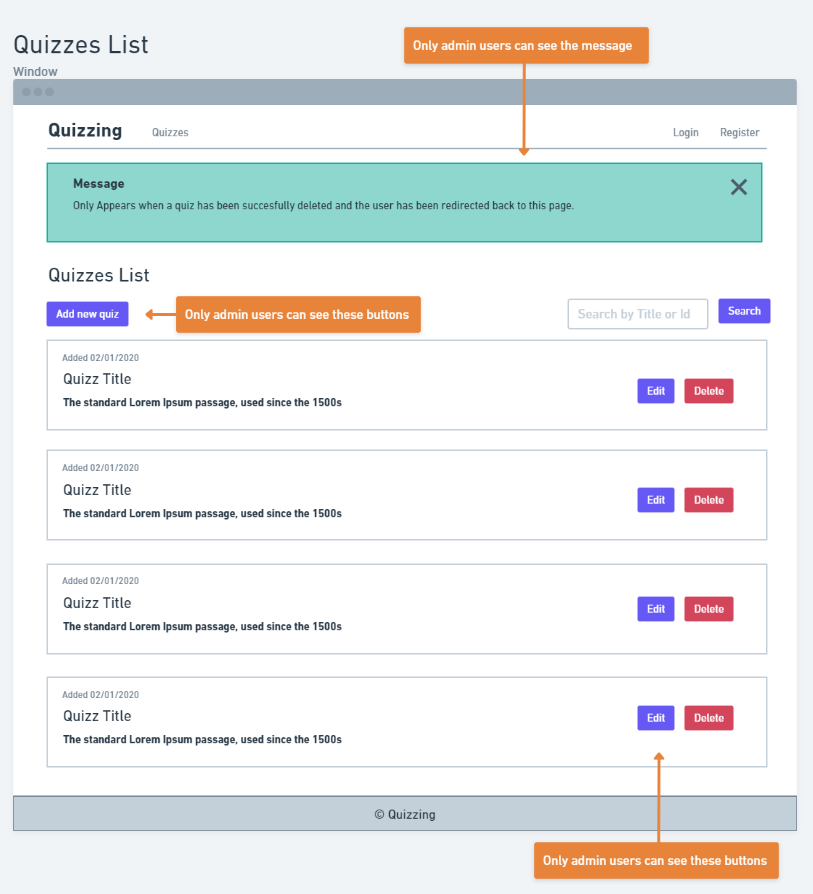 Quizzes List
Only admin users can see the message
Window
Quizzing
Quizzes
Login
Register
Message
Only Appears when a quiz has been succesfully deleted and the user has been redirected back to this page.
Quizzes List
Add new quiz
Only admin users can see these buttons
Search by Title or Id
Search
Added 02/01/2020
Quizz Title
The standard Lorem Ipsum passage, used since the 1500s
Edit
Delete
Added 02/01/2020
Quizz Title
The standard Lorem Ipsum passage, used since the 1500s
Edit
Delete
Added 02/01/2020
Quizz Title
The standard Lorem Ipsum passage, used since the 1500s
Edit
Delete
Added 02/01/2020
Quizz Title
The standard Lorem Ipsum passage, used since the 1500s
Edit
Delete
© Quizzing
Only admin users can see these buttons